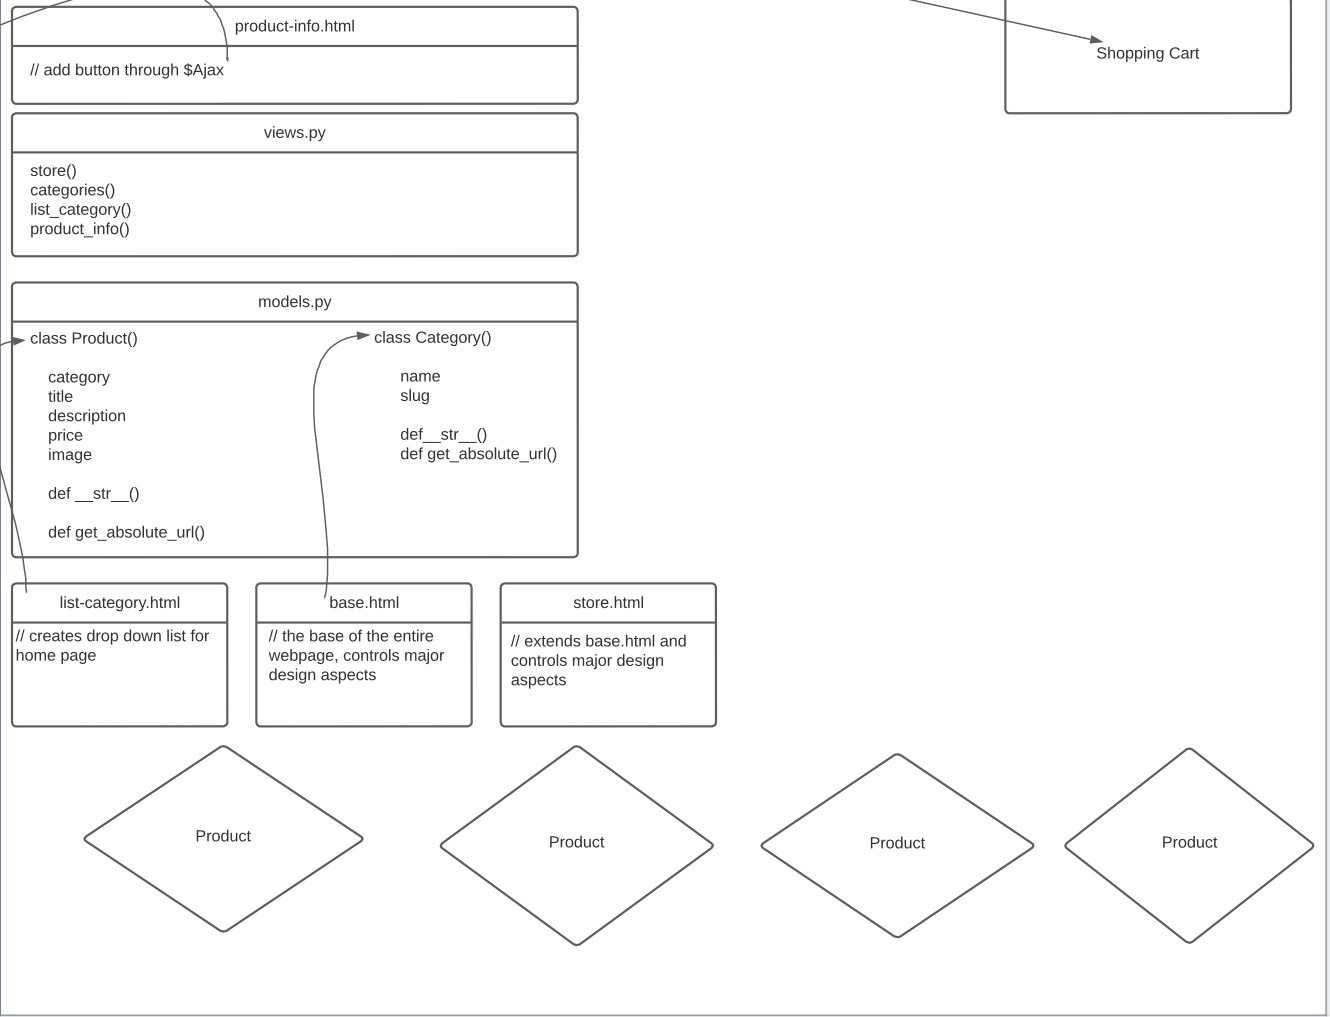 product-info.html
// add button through $Ajax
Shopping Cart
views.py
store()
categories()
list_category()
product_info()
models.py
class Product()
category
title
description
price
image
def __str__()
def get_absolute_url()
class Category()
name
slug
def__str__()
def get_absolute_url()
list-category.html
// creates drop down list for
home page
base.html
// the base of the entire
webpage, controls major
design aspects
store.html
// extends base.html and
controls major design
aspects
Product
Product
Product
Product